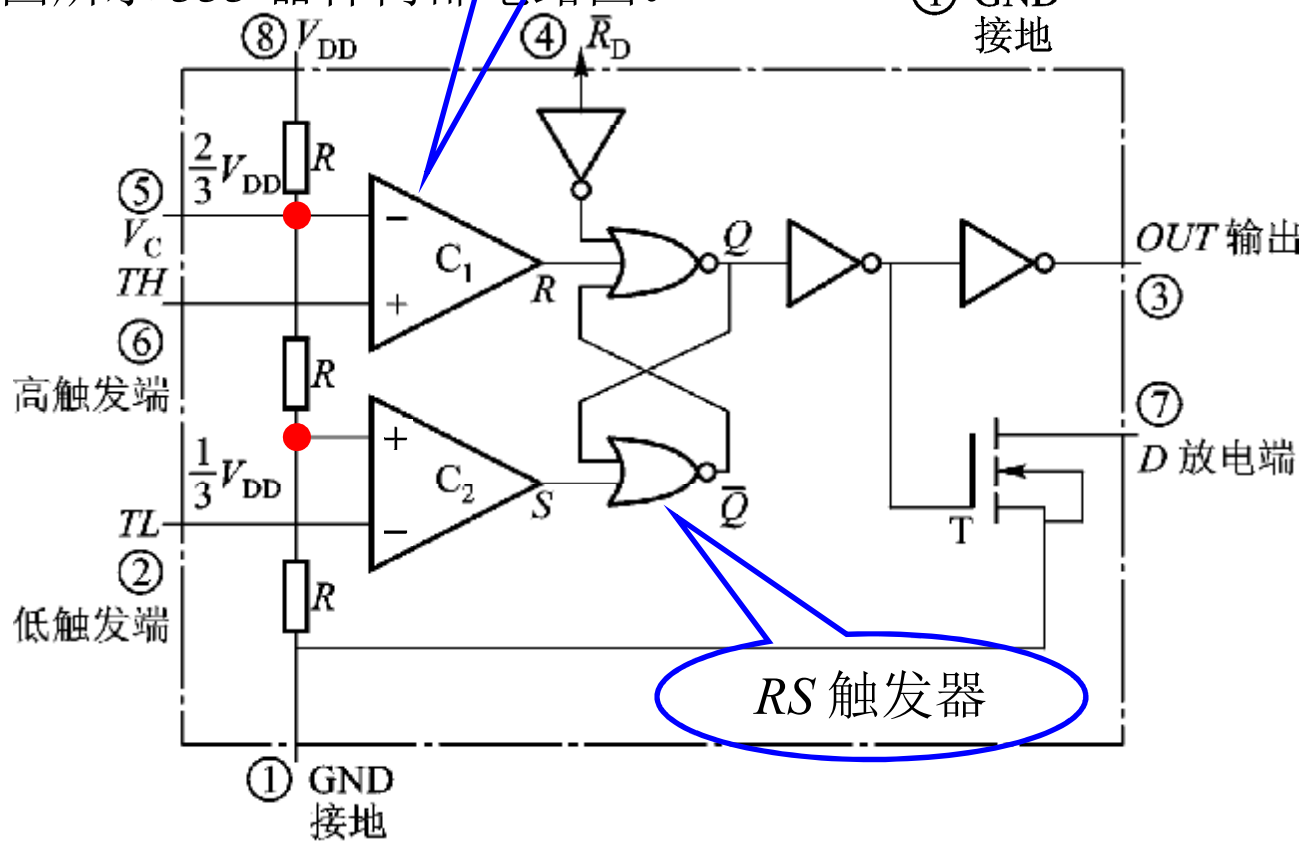 ④ R̅D
① GND
接地
⑧ VDD
2/3 VDD
R
⑤
VC
TH
⑥
高触发端
C1
R
Q
OUT 输出
③
R
1/3 VDD
TL
②
低触发端
C2
S
Q̅
⑦
D 放电端
T
R
RS 触发器
① GND
接地
− + + −